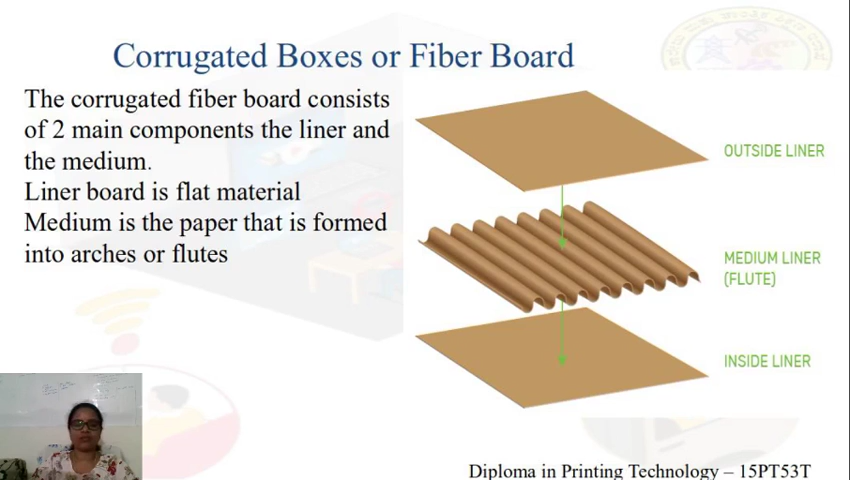 Corrugated Boxes or Fiber Board
The corrugated fiber board consists
of 2 main components the liner and
the medium.
Liner board is flat material
Medium is the paper that is formed
into arches or flutes
OUTSIDE LINER
MEDIUM LINER
(FLUTE)
INSIDE LINER
Diploma in Printing Technology – 15PT53T